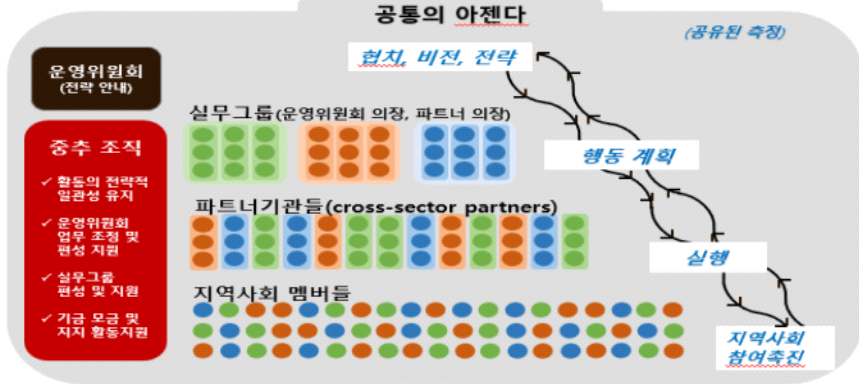 공통의 아젠다
(공유된 측정)
운영위원회
(전략 안내)
협치, 비전, 전략
실무그룹(운영위원회 의장, 파트너 의장)
중추 조직
✓ 활동의 전략적
일관성 유지
✓ 운영위원회
업무 조정 및
편성 지원
✓ 실무그룹
편성 및 지원
✓ 기금 모금 및
지지 활동지원
행동 계획
파트너기관들(cross-sector partners)
실행
지역사회 멤버들
지역사회
참여촉진